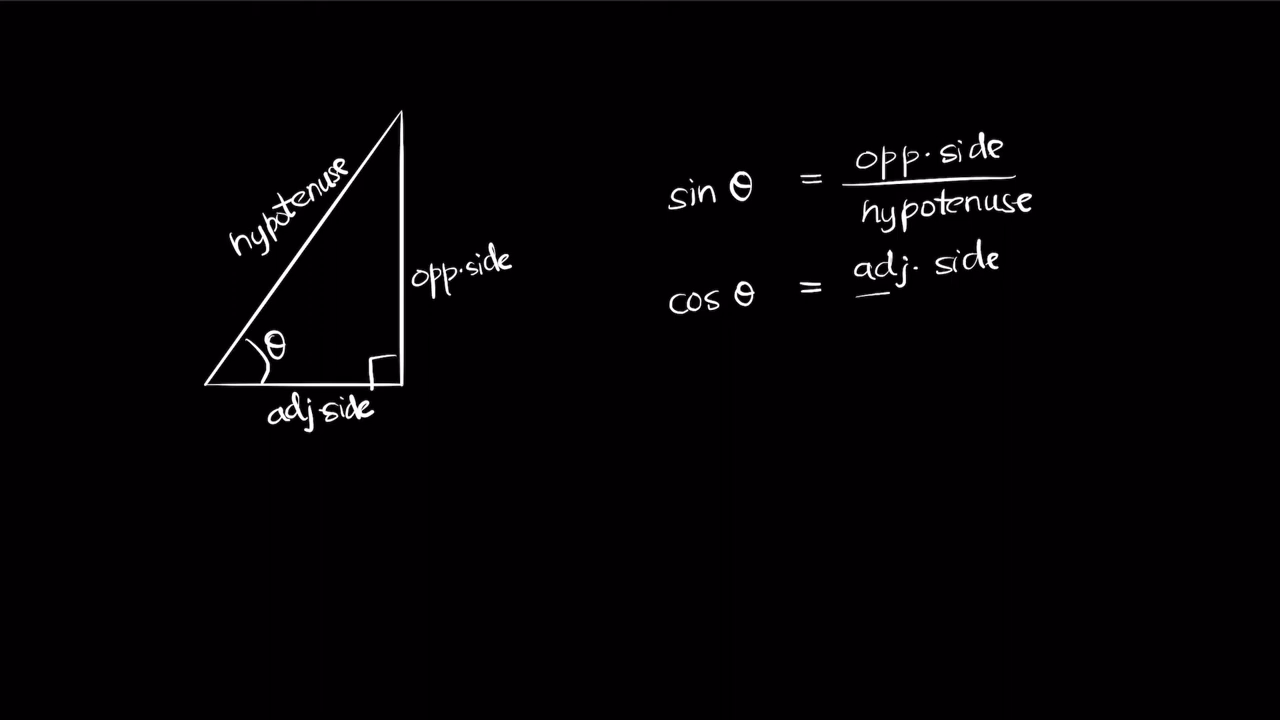 hypotenuse
opp. side
θ
adj. side
sin θ = opp. side
hypotenuse
cos θ = adj. side